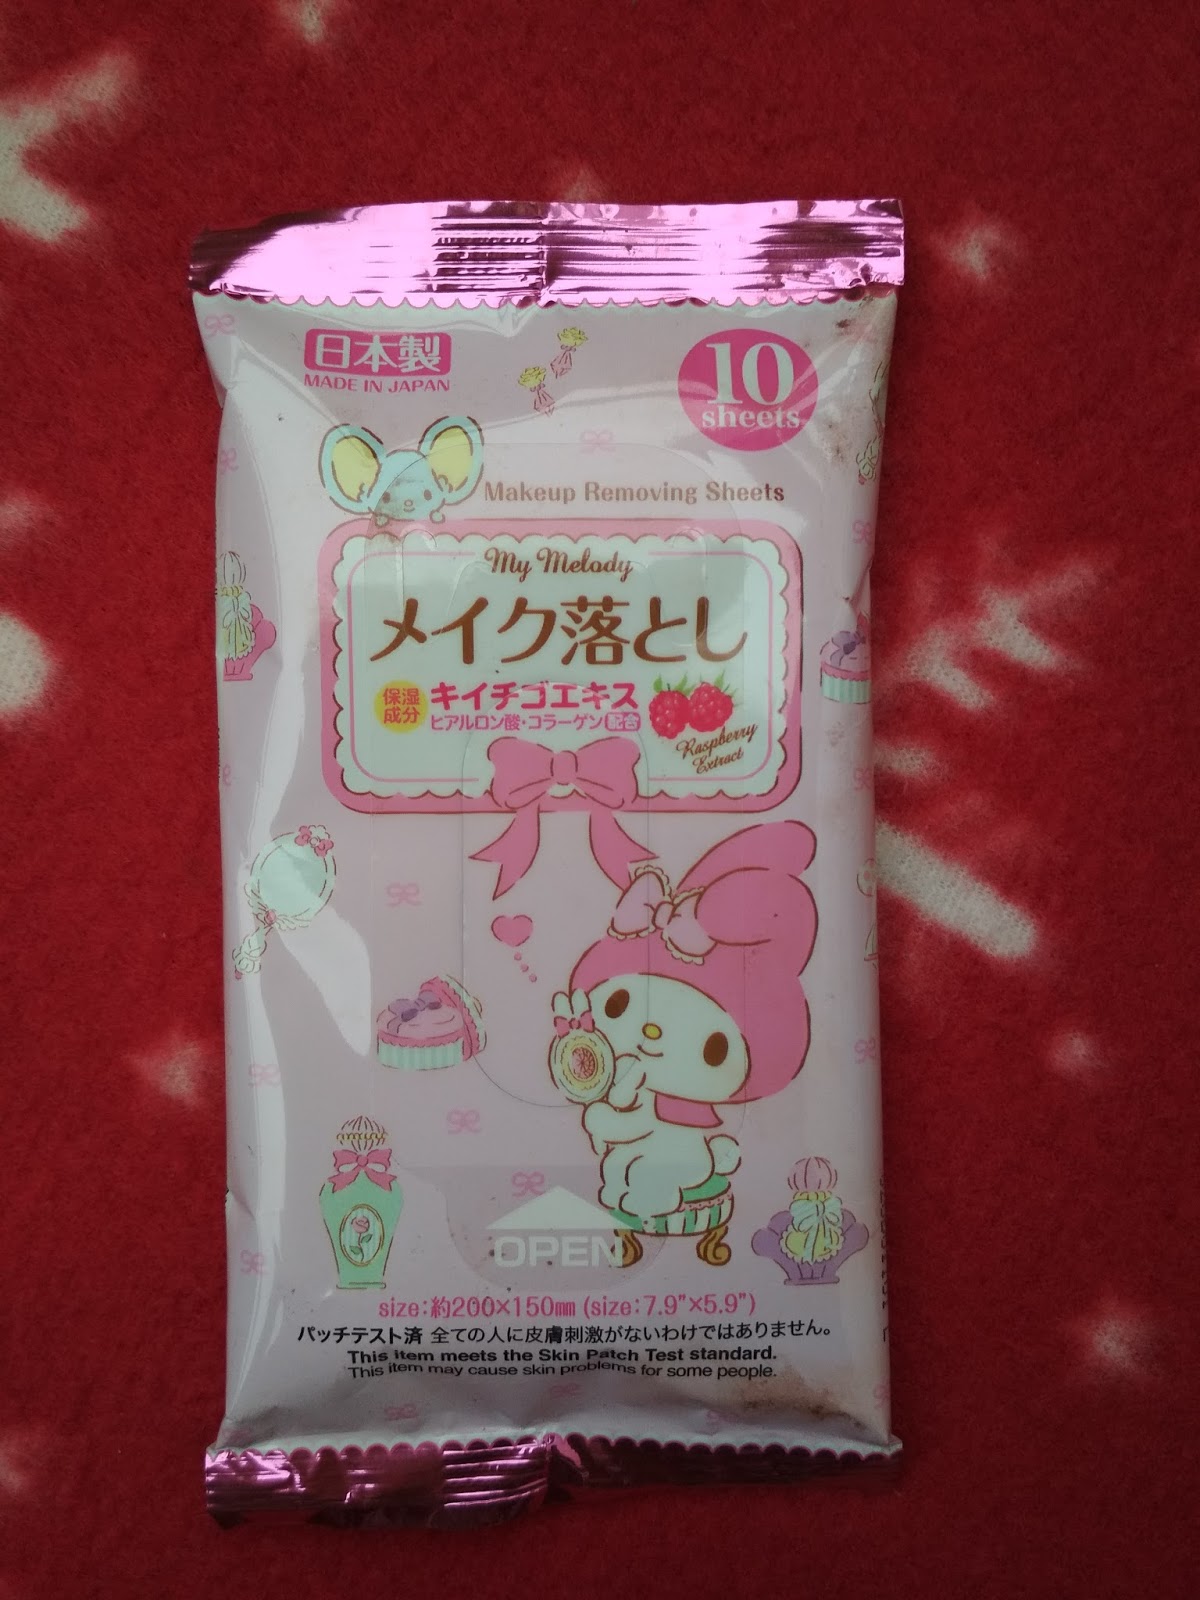 日本製
MADE IN JAPAN
10
sheets
Makeup Removing Sheets
My Melody
メイク落とし
保湿
成分
キイチゴエキス
ヒアルロン酸・コラーゲン配合
Raspberry
Extract
OPEN
size:約200×150㎜ (size:7.9"×5.9")
パッチテスト済 全ての人に皮膚刺激がないわけではありません。
This item meets the Skin Patch Test standard.
This item may cause skin problems for some people.